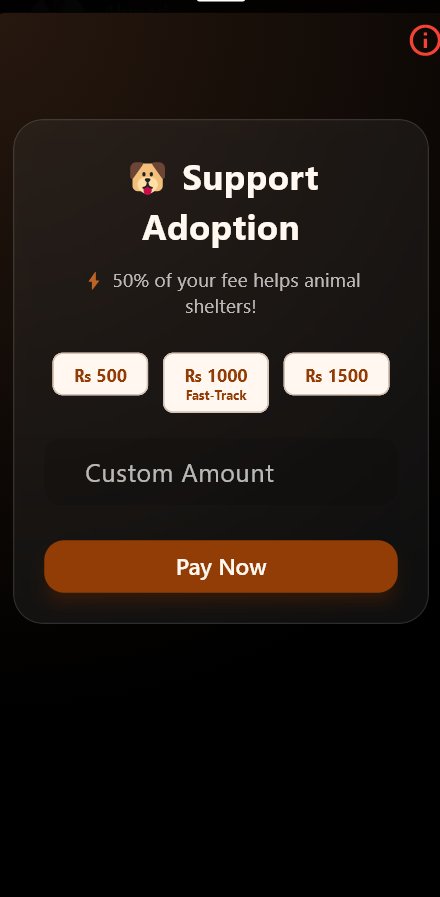 Support
Adoption
50% of your fee helps animal
shelters!
Rs 500
Rs 1000
Fast-Track
Rs 1500
Custom Amount
Pay Now